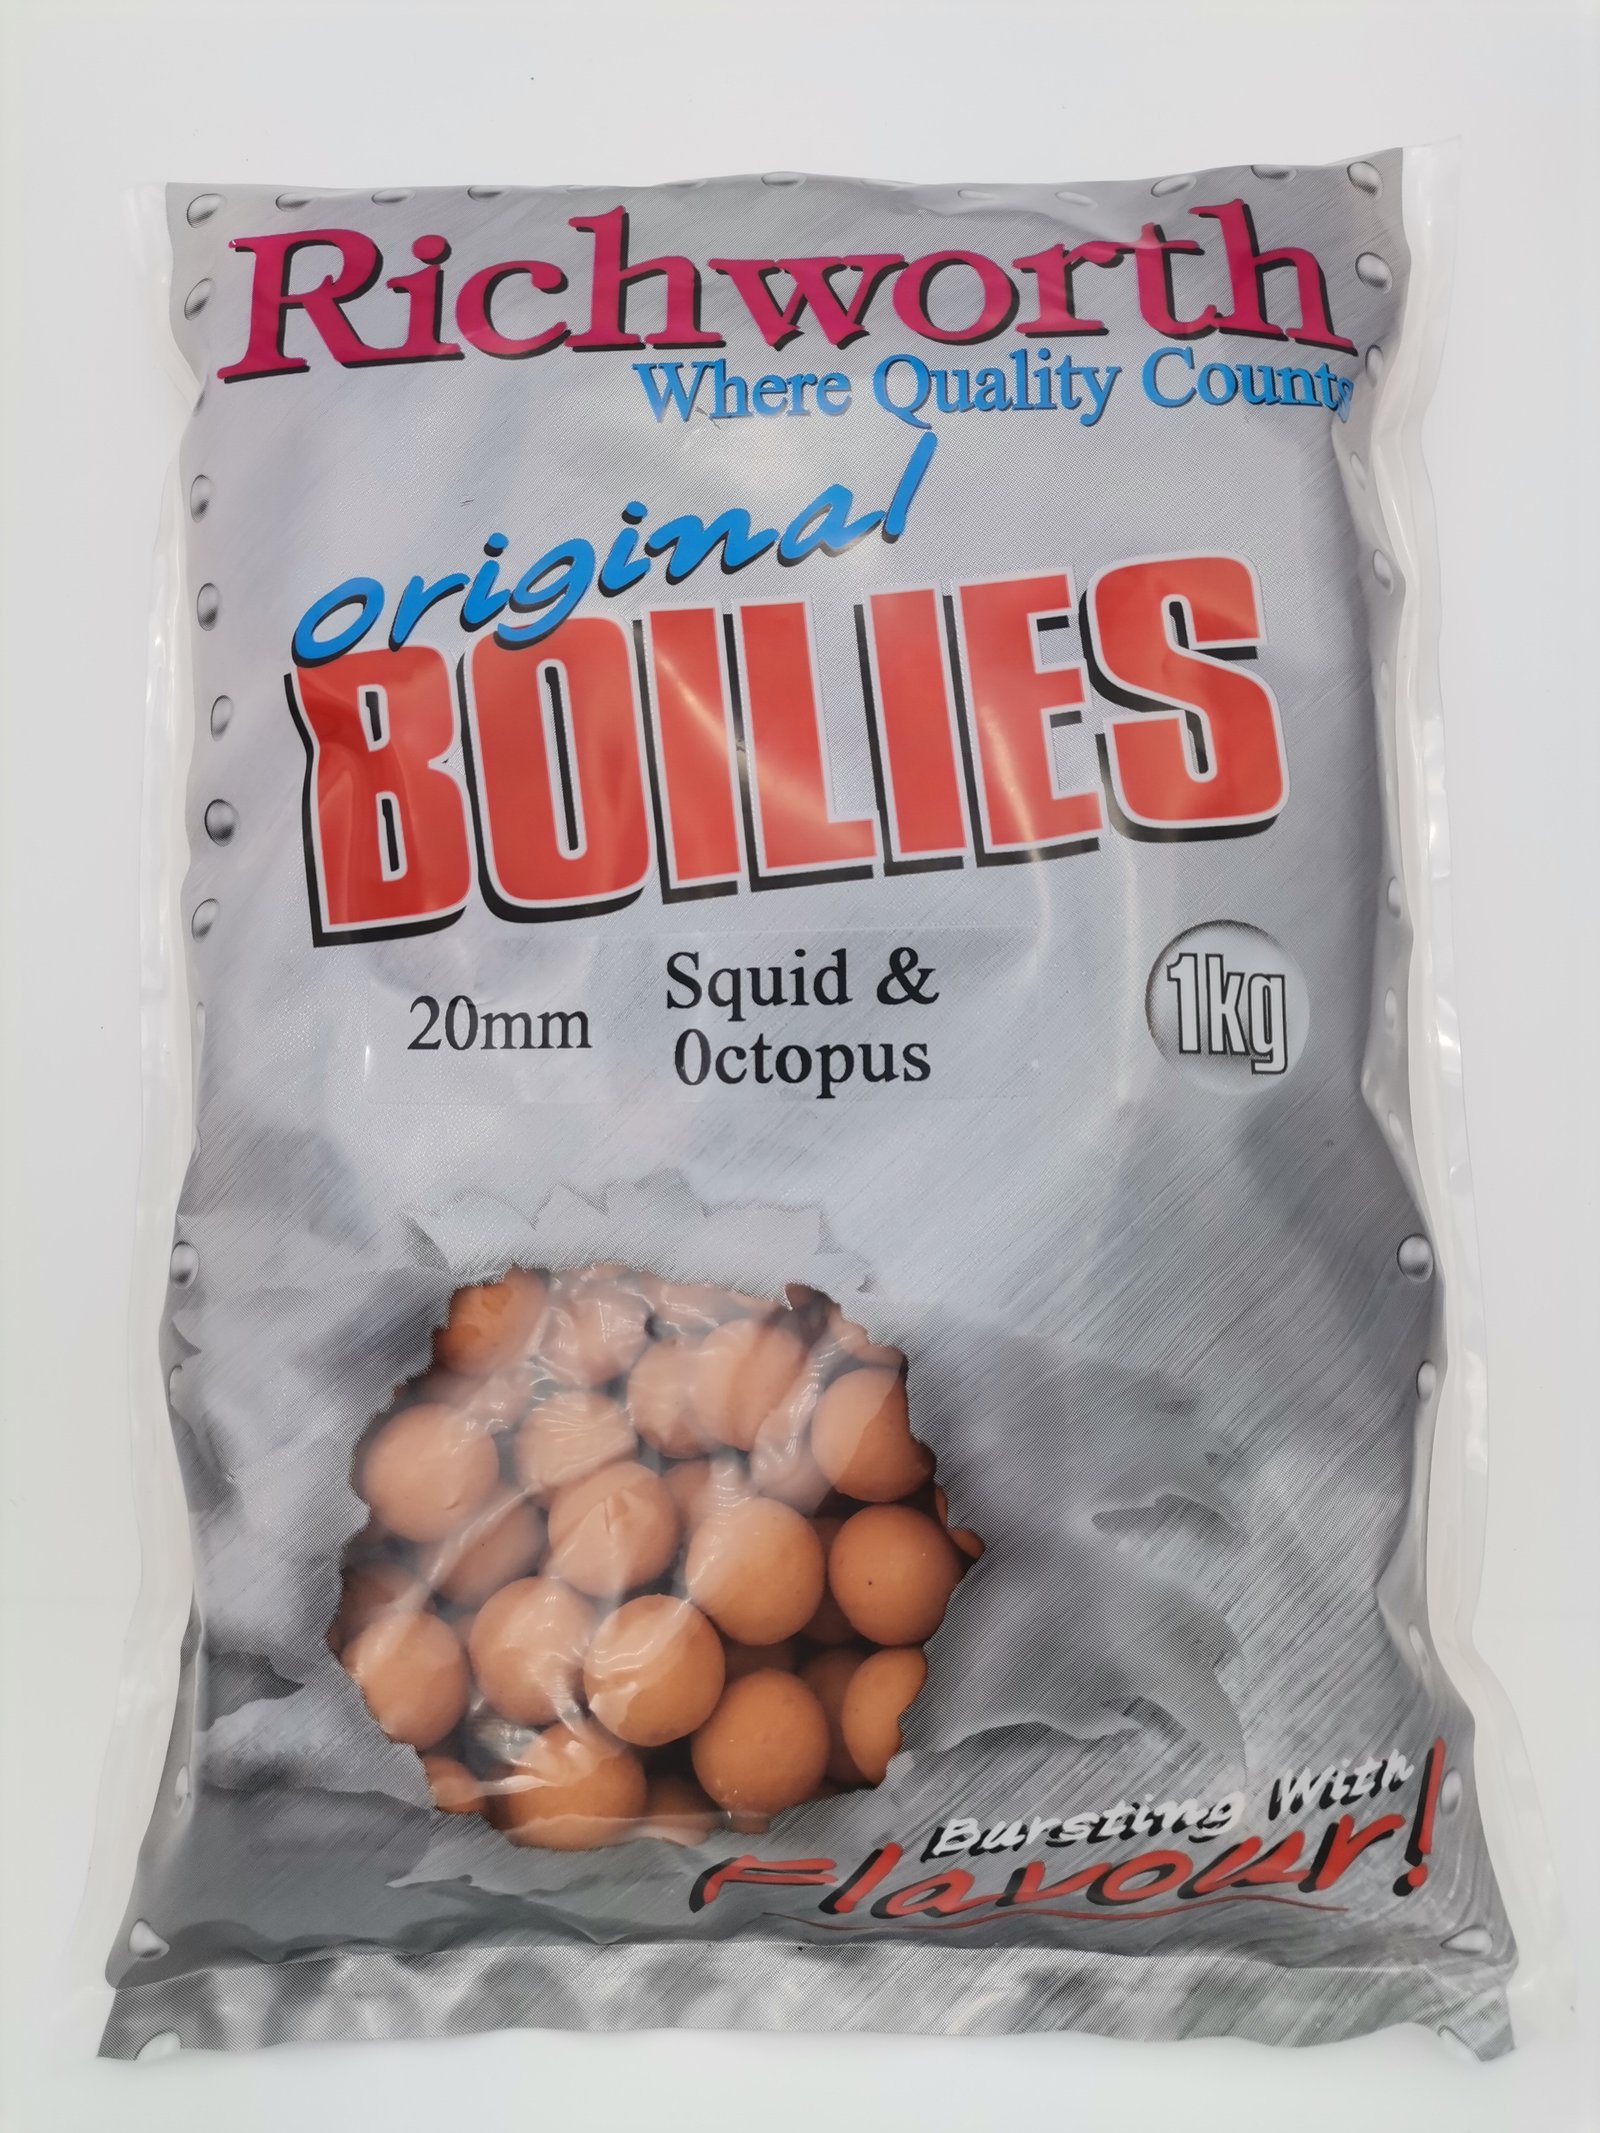 Richworth
Where Quality Counts
original
BOILIES
20mm
Squid &
Octopus
1kg
Bursting With
Flavour!